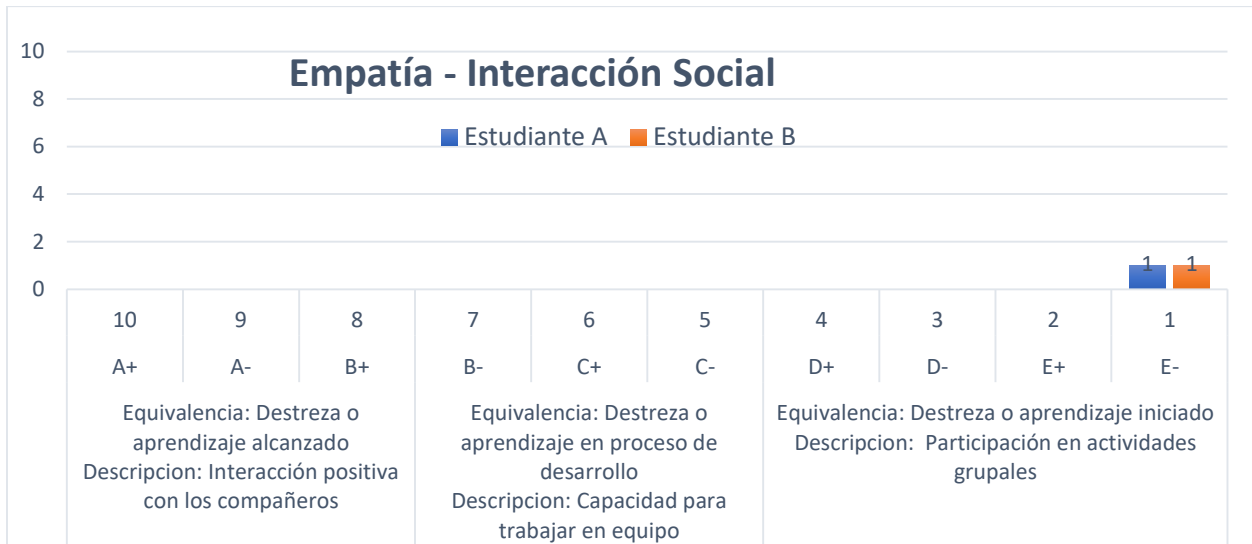 10
Empatía - Interacción Social
8
Estudiante A Estudiante B
6
4
2
1 1
0
10 9 8 7 6 5 4 3 2 1
A+ A- B+ B- C+ C- D+ D- E+ E-
Equivalencia: Destreza o
aprendizaje alcanzado
Descripcion: Interacción positiva
con los compañeros
Equivalencia: Destreza o
aprendizaje en proceso de
desarrollo
Descripcion: Capacidad para
trabajar en equipo
Equivalencia: Destreza o aprendizaje iniciado
Descripcion: Participación en actividades
grupales